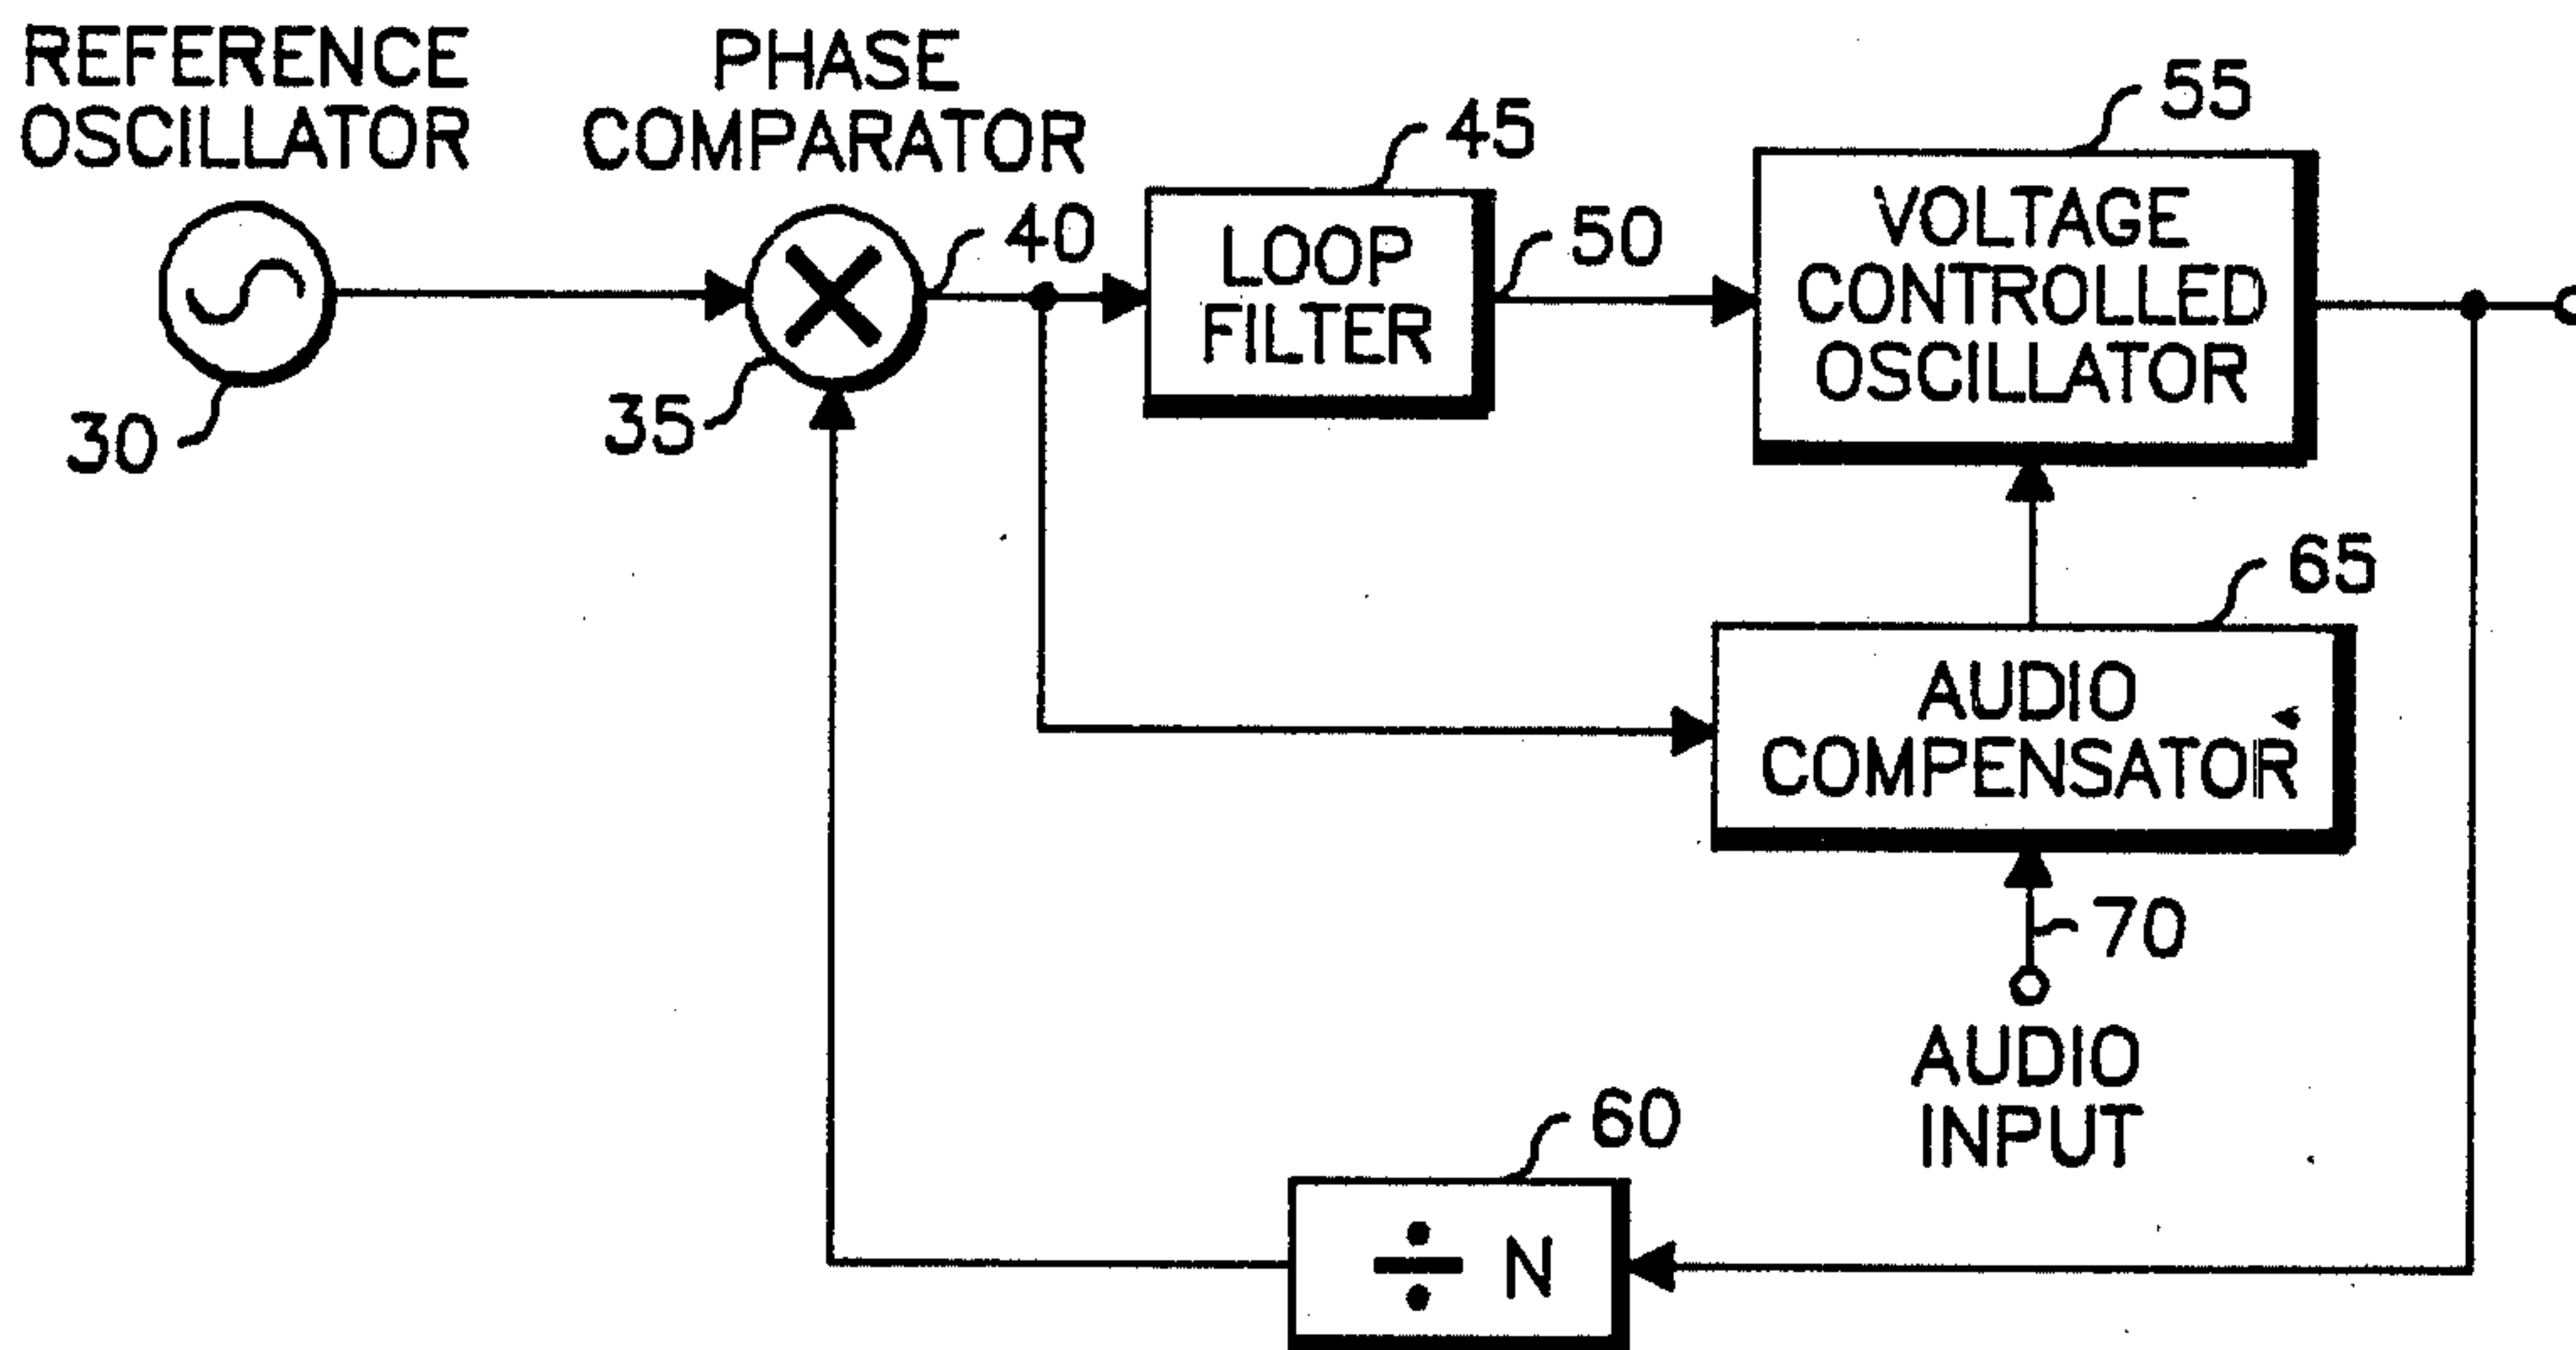 REFERENCE
OSCILLATOR
30
PHASE
COMPARATOR
35
40
45
LOOP
FILTER
50
55
VOLTAGE
CONTROLLED
OSCILLATOR
65
AUDIO
COMPENSATOR
70
AUDIO
INPUT
60
÷ N